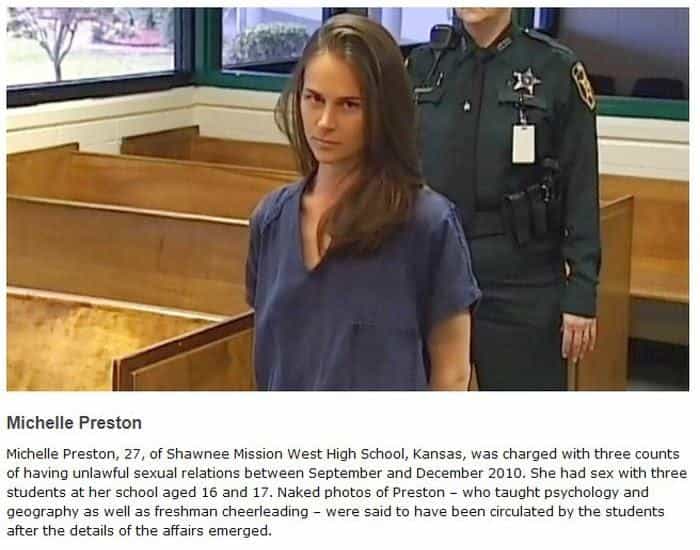 Michelle Preston
Michelle Preston, 27, of Shawnee Mission West High School, Kansas, was charged with three counts
of having unlawful sexual relations between September and December 2010. She had sex with three
students at her school aged 16 and 17. Naked photos of Preston – who taught psychology and
geography as well as freshman cheerleading – were said to have been circulated by the students
after the details of the affairs emerged.